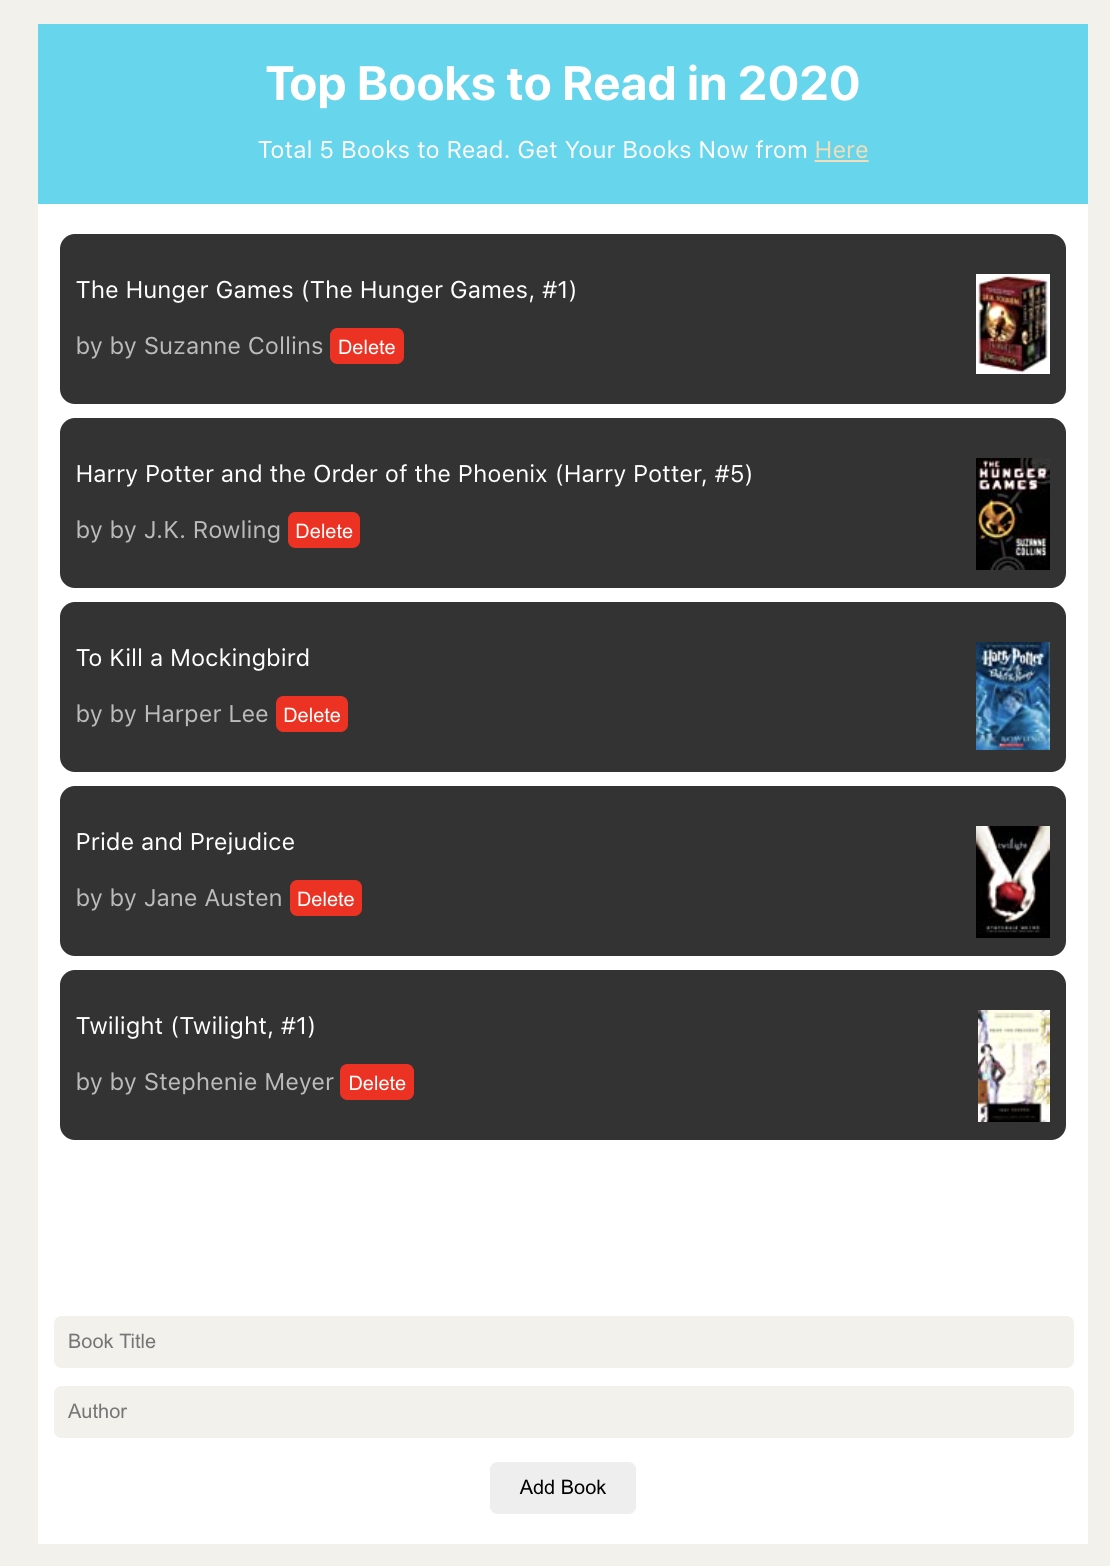 Top Books to Read in 2020
Total 5 Books to Read. Get Your Books Now from Here
The Hunger Games (The Hunger Games, #1)
by by Suzanne Collins Delete
Harry Potter and the Order of the Phoenix (Harry Potter, #5)
by by J.K. Rowling Delete
THE
HUNGER
GAMES
SUZANNE
COLLINS
To Kill a Mockingbird
by by Harper Lee Delete
Harry Potter
Pride and Prejudice
by by Jane Austen Delete
twilight
Twilight (Twilight, #1)
by by Stephenie Meyer Delete
Book Title
Author
Add Book